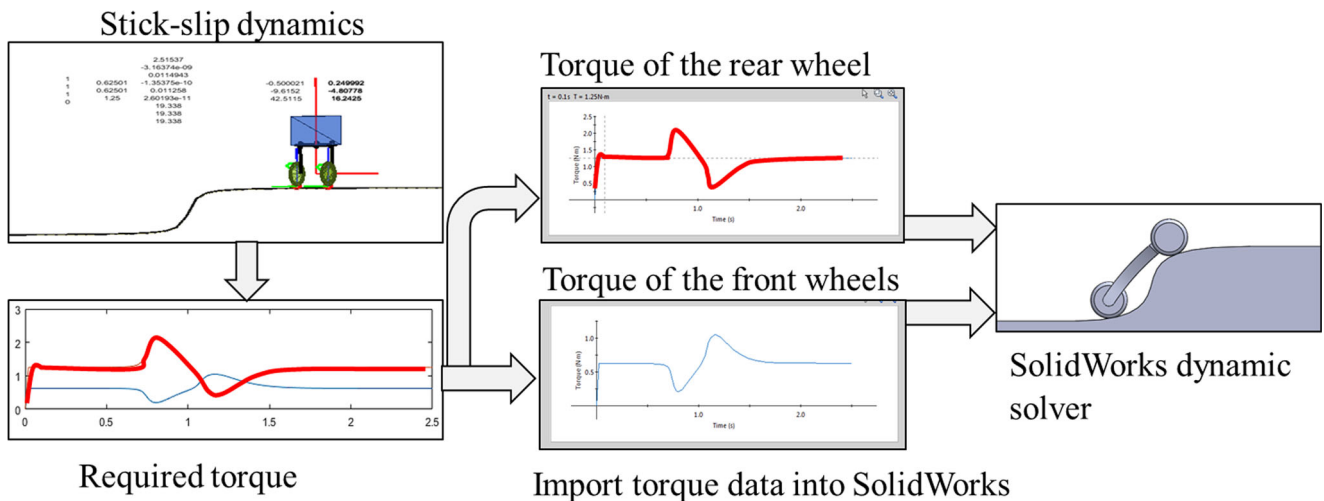 Stick-slip dynamics
2.51537
-3.16374e-09
0.0114943
1 0.62501 -1.35375e-10 -0.500021 0.249992
1 0.62501 0.011258 -9.6152 -4.80778
1 1.25 2.60193e-11 42.5115 16.2425
0
19.338
19.338
19.338
Torque of the rear wheel
t = 0.1s T = 1.25N·m
2.5
2.0
1.5
1.0
0.5
Torque (N·m)
1.0 2.0
Time (s)
Torque of the front wheels
1.0
0.5
Torque (N·m)
1.0 2.0
Time (s)
3
2
1
0
0 0.5 1 1.5 2 2.5
Required torque
Import torque data into SolidWorks
SolidWorks dynamic
solver